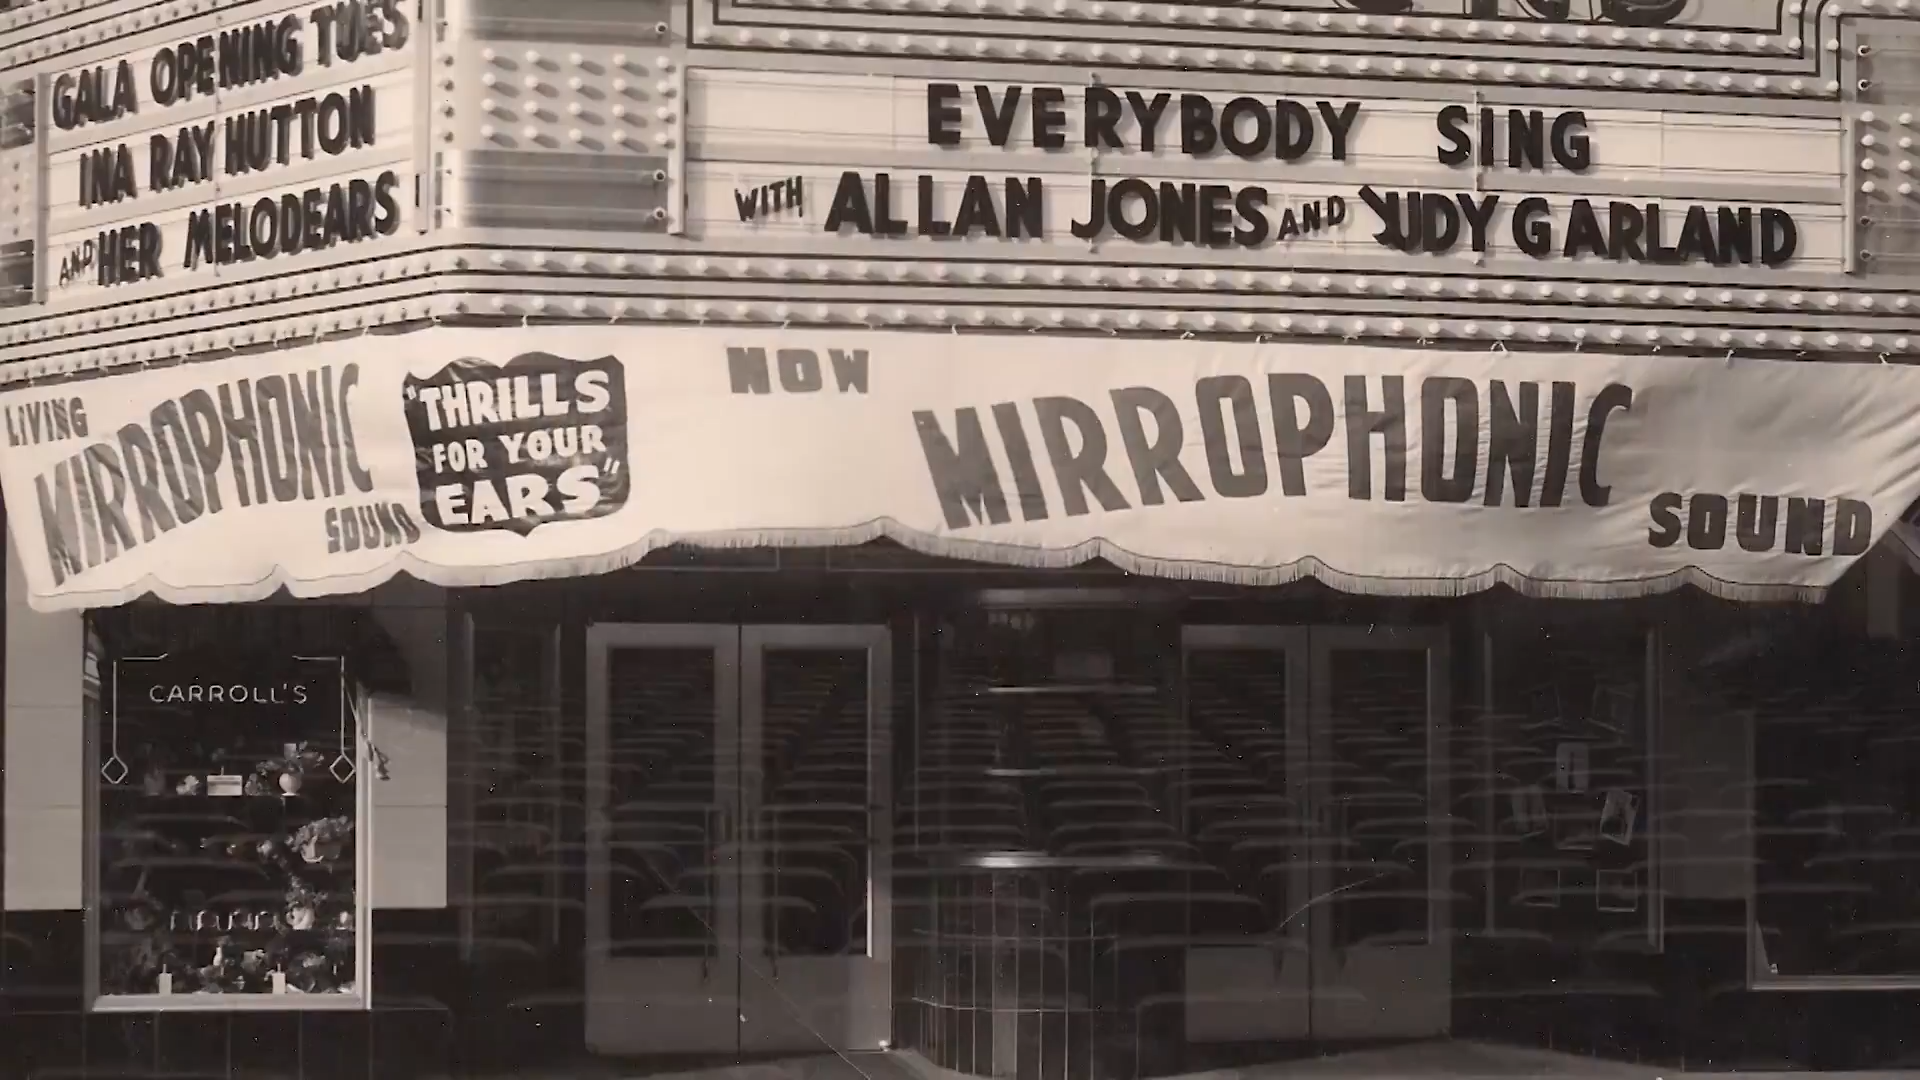 GALA OPENING TUES
INA RAY HUTTON
AND HER MELODEARS
EVERYBODY SING
WITH ALLAN JONES AND JUDY GARLAND
LIVING
MIRROPHONIC
SOUND
"THRILLS
FOR YOUR
EARS"
NOW
MIRROPHONIC
SOUND
CARROLL'S